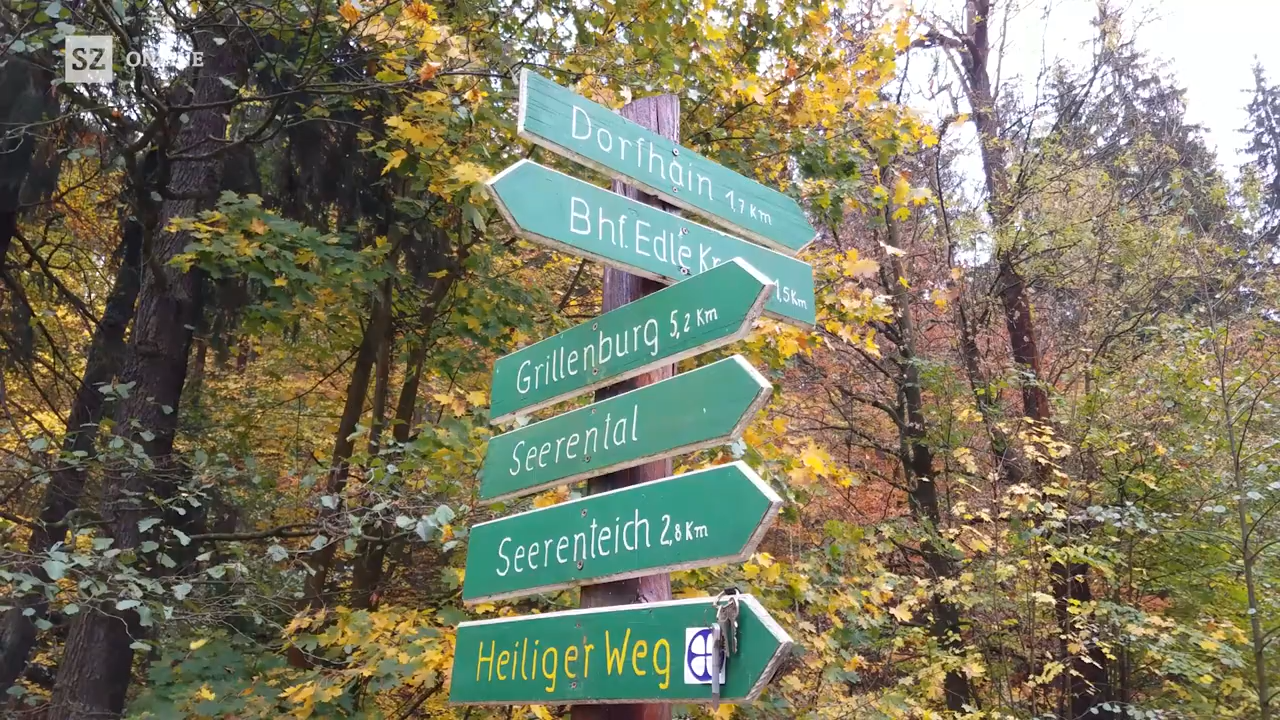 SZ ONLINE
Dorfhain 1,7 Km
Bhf. Edle 1,5 Km
Grillenburg 5,2 Km
Seerental
Seerenteich 2,8 Km
Heiliger Weg